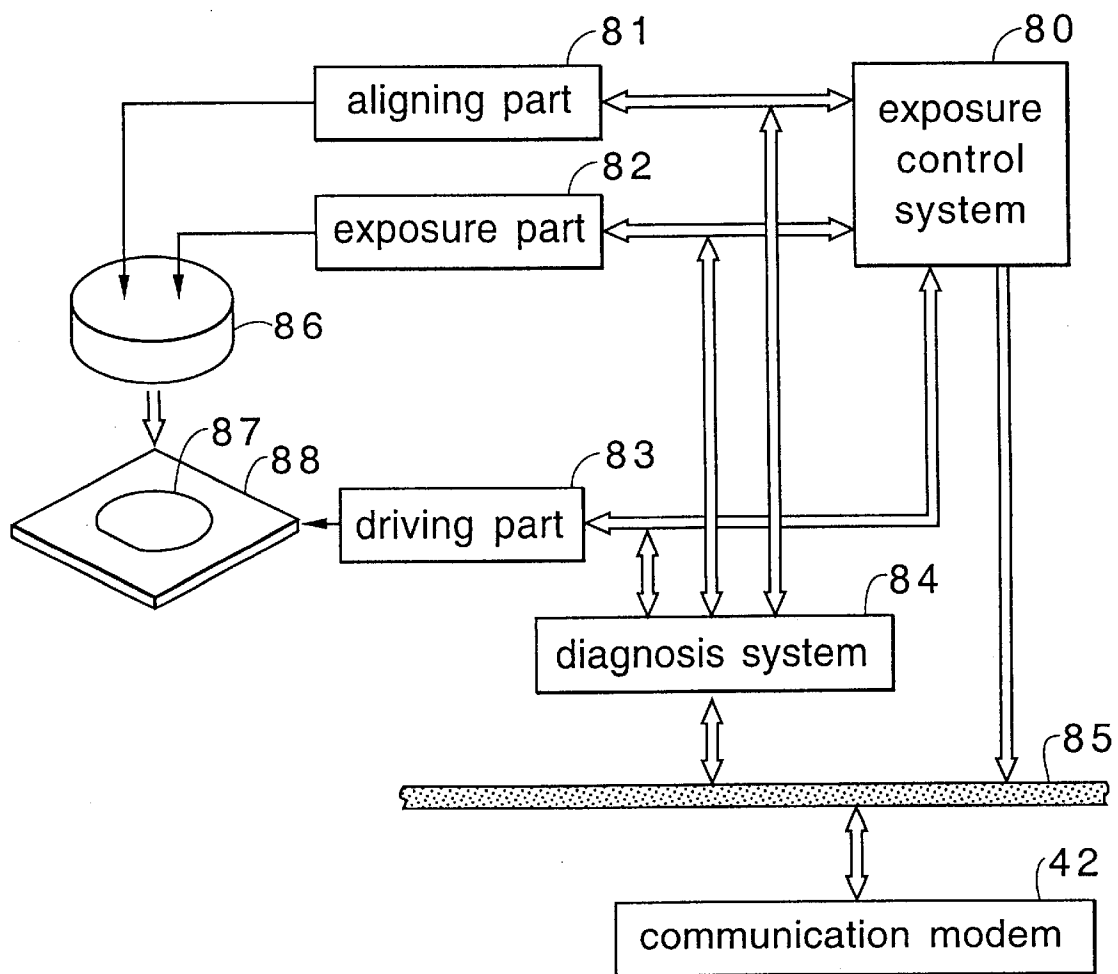 81
aligning part
80
exposure
control
system
82
exposure part
86
87
88
83
driving part
84
diagnosis system
85
42
communication modem